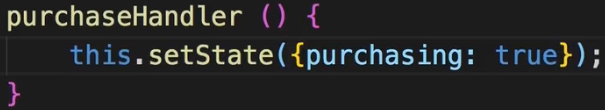 purchaseHandler () {
    this.setState({purchasing: true});
}